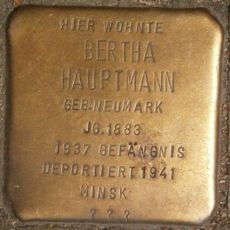 HIER WOHNTE
BERTHA
HAUPTMANN
GEB. NEUMARK
JG. 1883
1937 GEFÄNGNIS
DEPORTIERT 1941
MINSK
? ? ?